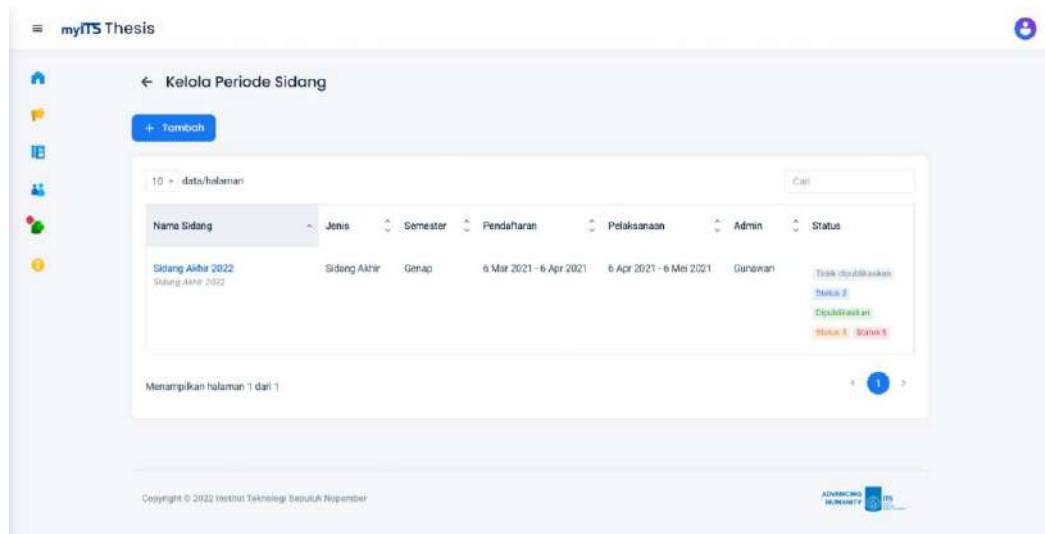 myITS Thesis
Kelola Periode Sidang
+ Tambah
10 data/halaman
Cari
Nama Sidang Jenis Semester Pendaftaran Pelaksanaan Admin Status
Sidang Akhir 2022 Sidang Akhir Genap 6 Mar 2021 - 6 Apr 2021 6 Apr 2021 - 6 Mei 2021 Gunawan Tidak dipublikasikan
Sidang Akhir 2022
Status 2
Dipublikasikan
Status Status 5
Menampilkan halaman 1 dari 1
1
Copyright © 2022 Institut Teknologi Sepuluh Nopember
ADVANCING
HUMANITY
ITS